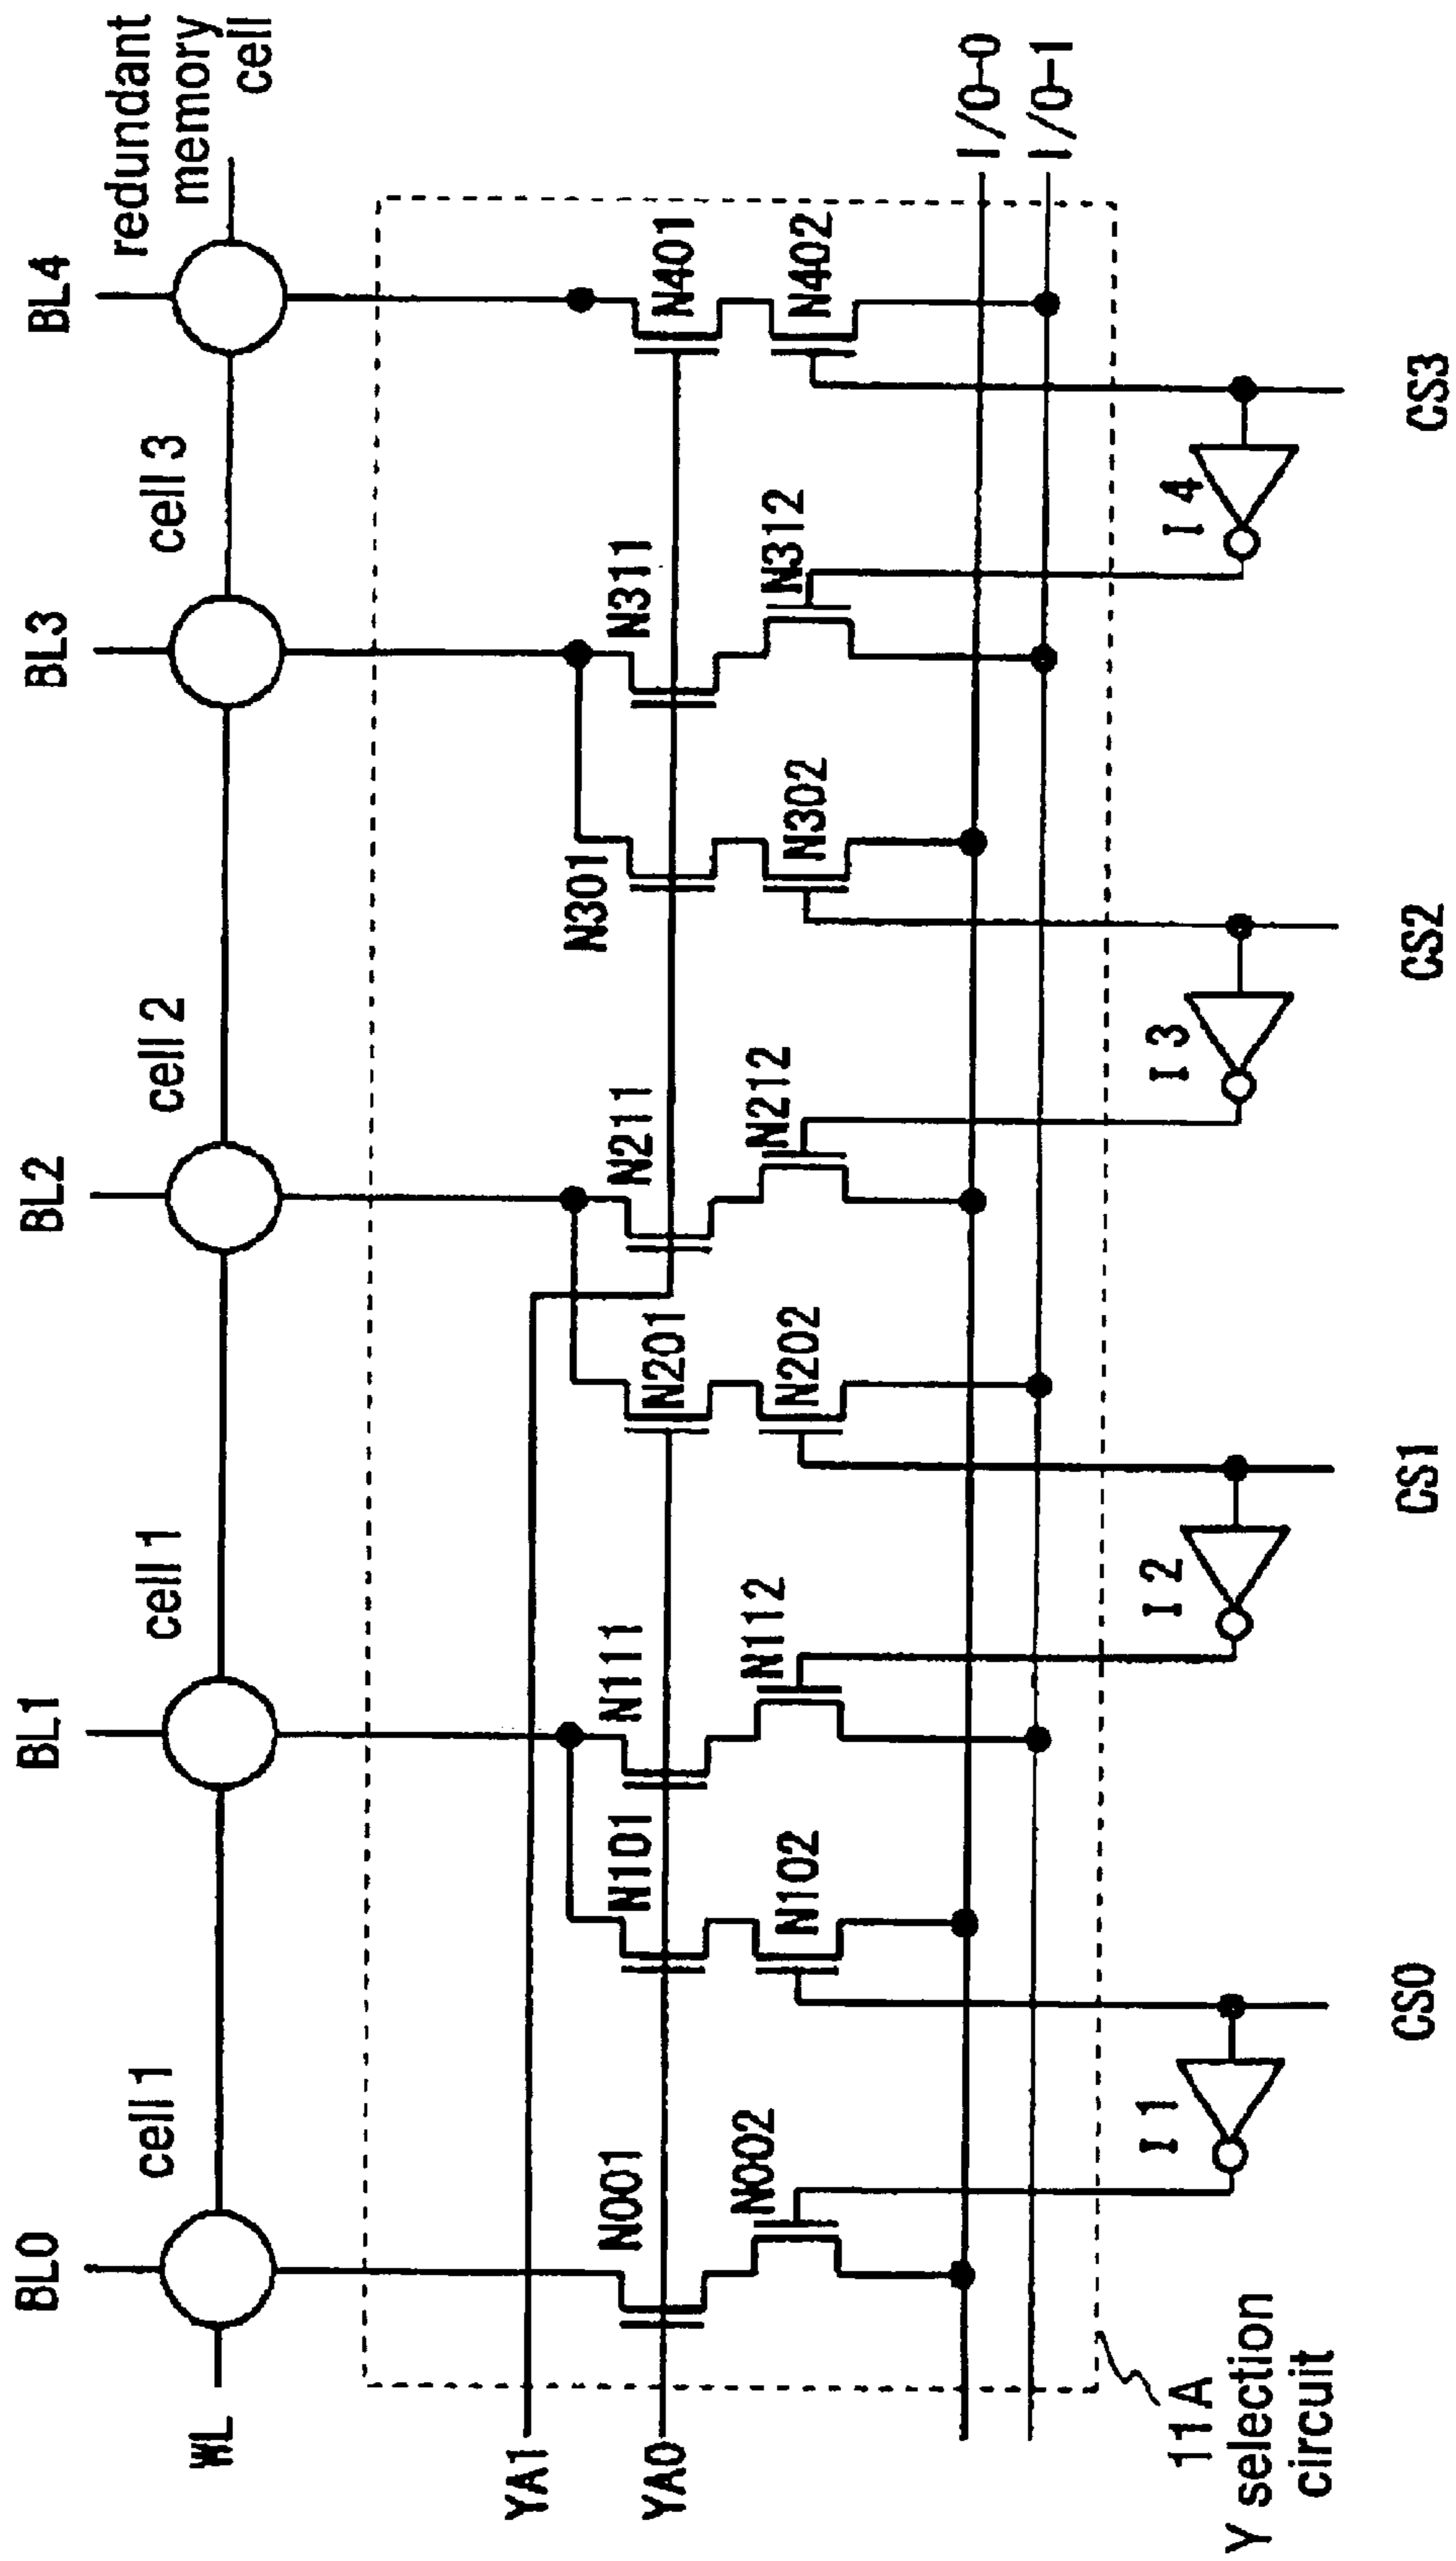 BL0
BL1
BL2
BL3
BL4
redundant
memory
cell
cell 1
cell 1
cell 2
cell 3
WL
YA1
YA0
N001
N002
N101
N102
N111
N112
N201
N202
N211
N212
N301
N302
N311
N312
N401
N402
I/0-0
I/0-1
I 1
I 2
I 3
I 4
CS0
CS1
CS2
CS3
11A
Y selection
circuit